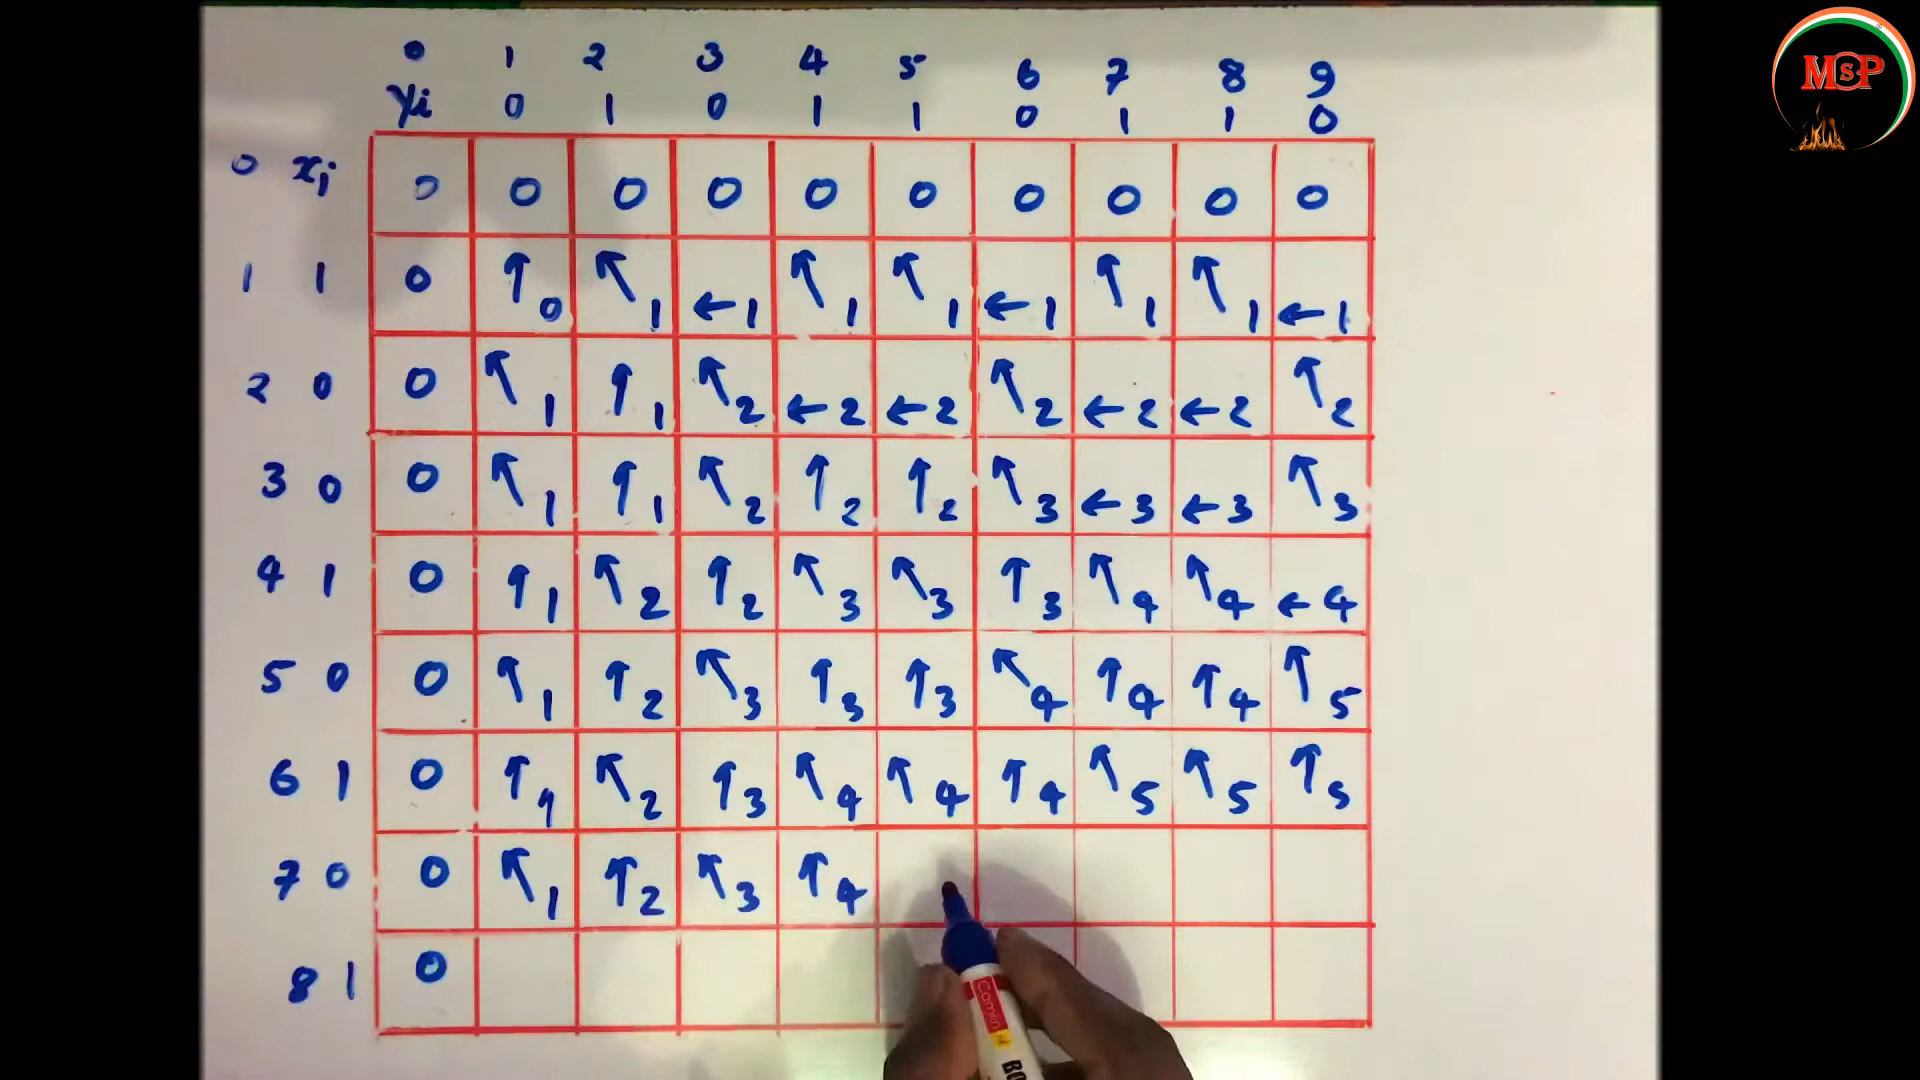 0 1 2 3 4 5 6 7 8 9
yi 0 1 0 1 1 0 1 1 0
0 xi 0 0 0 0 0 0 0 0 0 0
1 1 0 ↑0 ↖1 ←1 ↖1 ↖1 ←1 ↖1 ↖1 ←1
2 0 0 ↖1 ↑1 ↖2 ←2 ←2 ↖2 ←2 ←2 ↖2
3 0 0 ↖1 ↑1 ↖2 ↑2 ↑2 ↖3 ←3 ←3 ↖3
4 1 0 ↑1 ↖2 ↑2 ↖3 ↖3 ↑3 ↖4 ↖4 ←4
5 0 0 ↖1 ↑2 ↖3 ↑3 ↑3 ↖4 ↑4 ↑4 ↖5
6 1 0 ↑1 ↖2 ↑3 ↖4 ↖4 ↑4 ↖5 ↖5 ↑5
7 0 0 ↖1 ↑2 ↖3 ↑4
8 1 0
MSP
Camlin
BO